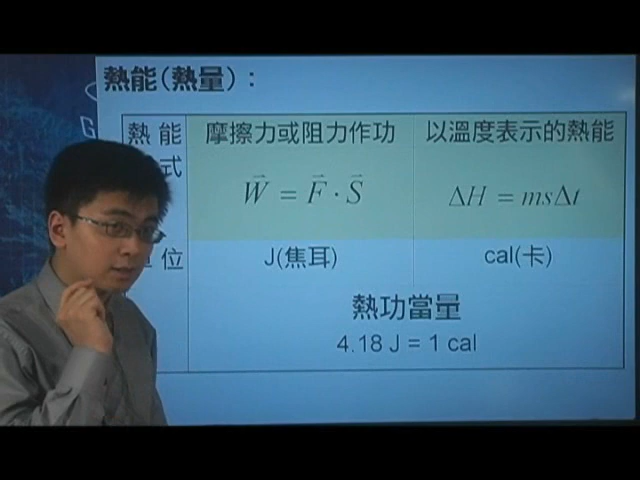 熱能(熱量)：
G
熱 能
式
摩擦力或阻力作功
以溫度表示的熱能
W⃗ = F⃗ · S⃗
ΔH = msΔt
位
J(焦耳)
cal(卡)
熱功當量
4.18 J = 1 cal